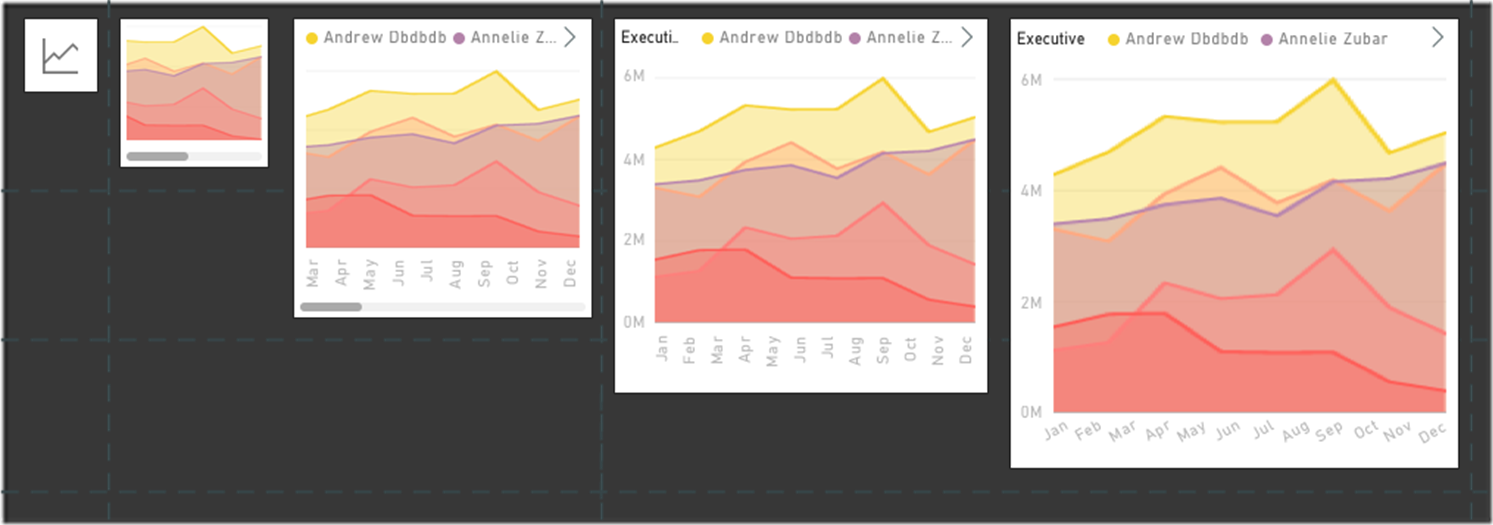 Andrew Dbdbdb Annelie Z...
Mar Apr May Jun Jul Aug Sep Oct Nov Dec
Executi.. Andrew Dbdbdb Annelie Z...
6M
4M
2M
0M
Jan Feb Mar Apr May Jun Jul Aug Sep Oct Nov Dec
Executive Andrew Dbdbdb Annelie Zubar
6M
4M
2M
0M
Jan Feb Mar Apr May Jun Jul Aug Sep Oct Nov Dec